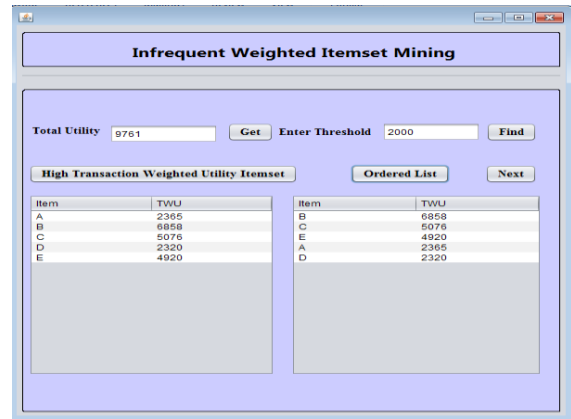 Infrequent Weighted Itemset Mining
Total Utility 9761 Get Enter Threshold 2000 Find
High Transaction Weighted Utility Itemset Ordered List Next
Item TWU Item TWU
A 2365 B 6858
B 6858 C 5076
C 5076 E 4920
D 2320 A 2365
E 4920 D 2320